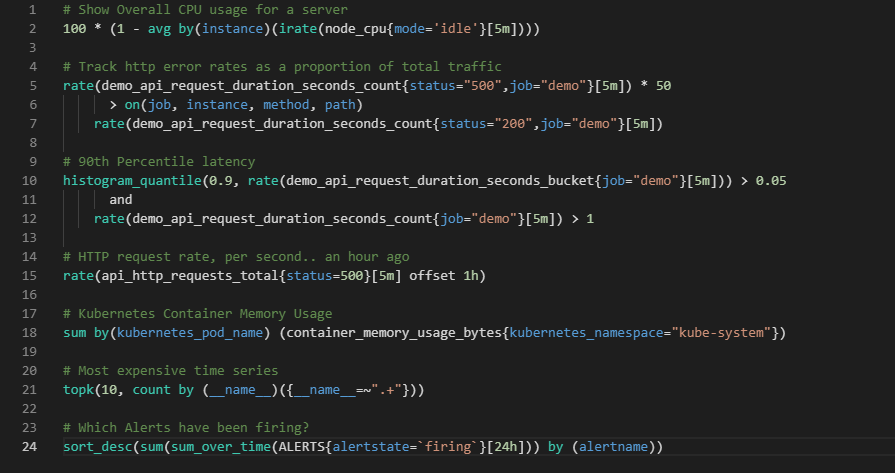 1 # Show Overall CPU usage for a server
2 100 * (1 - avg by(instance)(irate(node_cpu{mode='idle'}[5m])))
3
4 # Track http error rates as a proportion of total traffic
5 rate(demo_api_request_duration_seconds_count{status="500",job="demo"}[5m]) * 50
6 > on(job, instance, method, path)
7 rate(demo_api_request_duration_seconds_count{status="200",job="demo"}[5m])
8
9 # 90th Percentile latency
10 histogram_quantile(0.9, rate(demo_api_request_duration_seconds_bucket{job="demo"}[5m])) > 0.05
11 and
12 rate(demo_api_request_duration_seconds_count{job="demo"}[5m]) > 1
13
14 # HTTP request rate, per second.. an hour ago
15 rate(api_http_requests_total{status=500}[5m] offset 1h)
16
17 # Kubernetes Container Memory Usage
18 sum by(kubernetes_pod_name) (container_memory_usage_bytes{kubernetes_namespace="kube-system"})
19
20 # Most expensive time series
21 topk(10, count by (__name__)({__name__=~".+"}))
22
23 # Which Alerts have been firing?
24 sort_desc(sum(sum_over_time(ALERTS{alertstate=`firing`}[24h])) by (alertname))